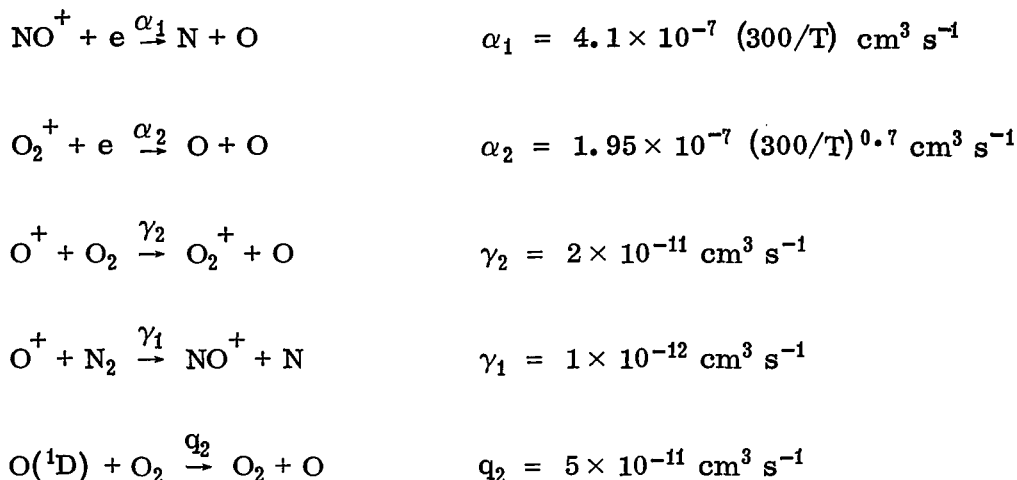 NO⁺ + e →(α₁) N + O    α₁ = 4.1 × 10⁻⁷ (300/T) cm³ s⁻¹
O₂⁺ + e →(α₂) O + O    α₂ = 1.95 × 10⁻⁷ (300/T)⁰·⁷ cm³ s⁻¹
O⁺ + O₂ →(γ₂) O₂⁺ + O    γ₂ = 2 × 10⁻¹¹ cm³ s⁻¹
O⁺ + N₂ →(γ₁) NO⁺ + N    γ₁ = 1 × 10⁻¹² cm³ s⁻¹
O(¹D) + O₂ →(q₂) O₂ + O    q₂ = 5 × 10⁻¹¹ cm³ s⁻¹